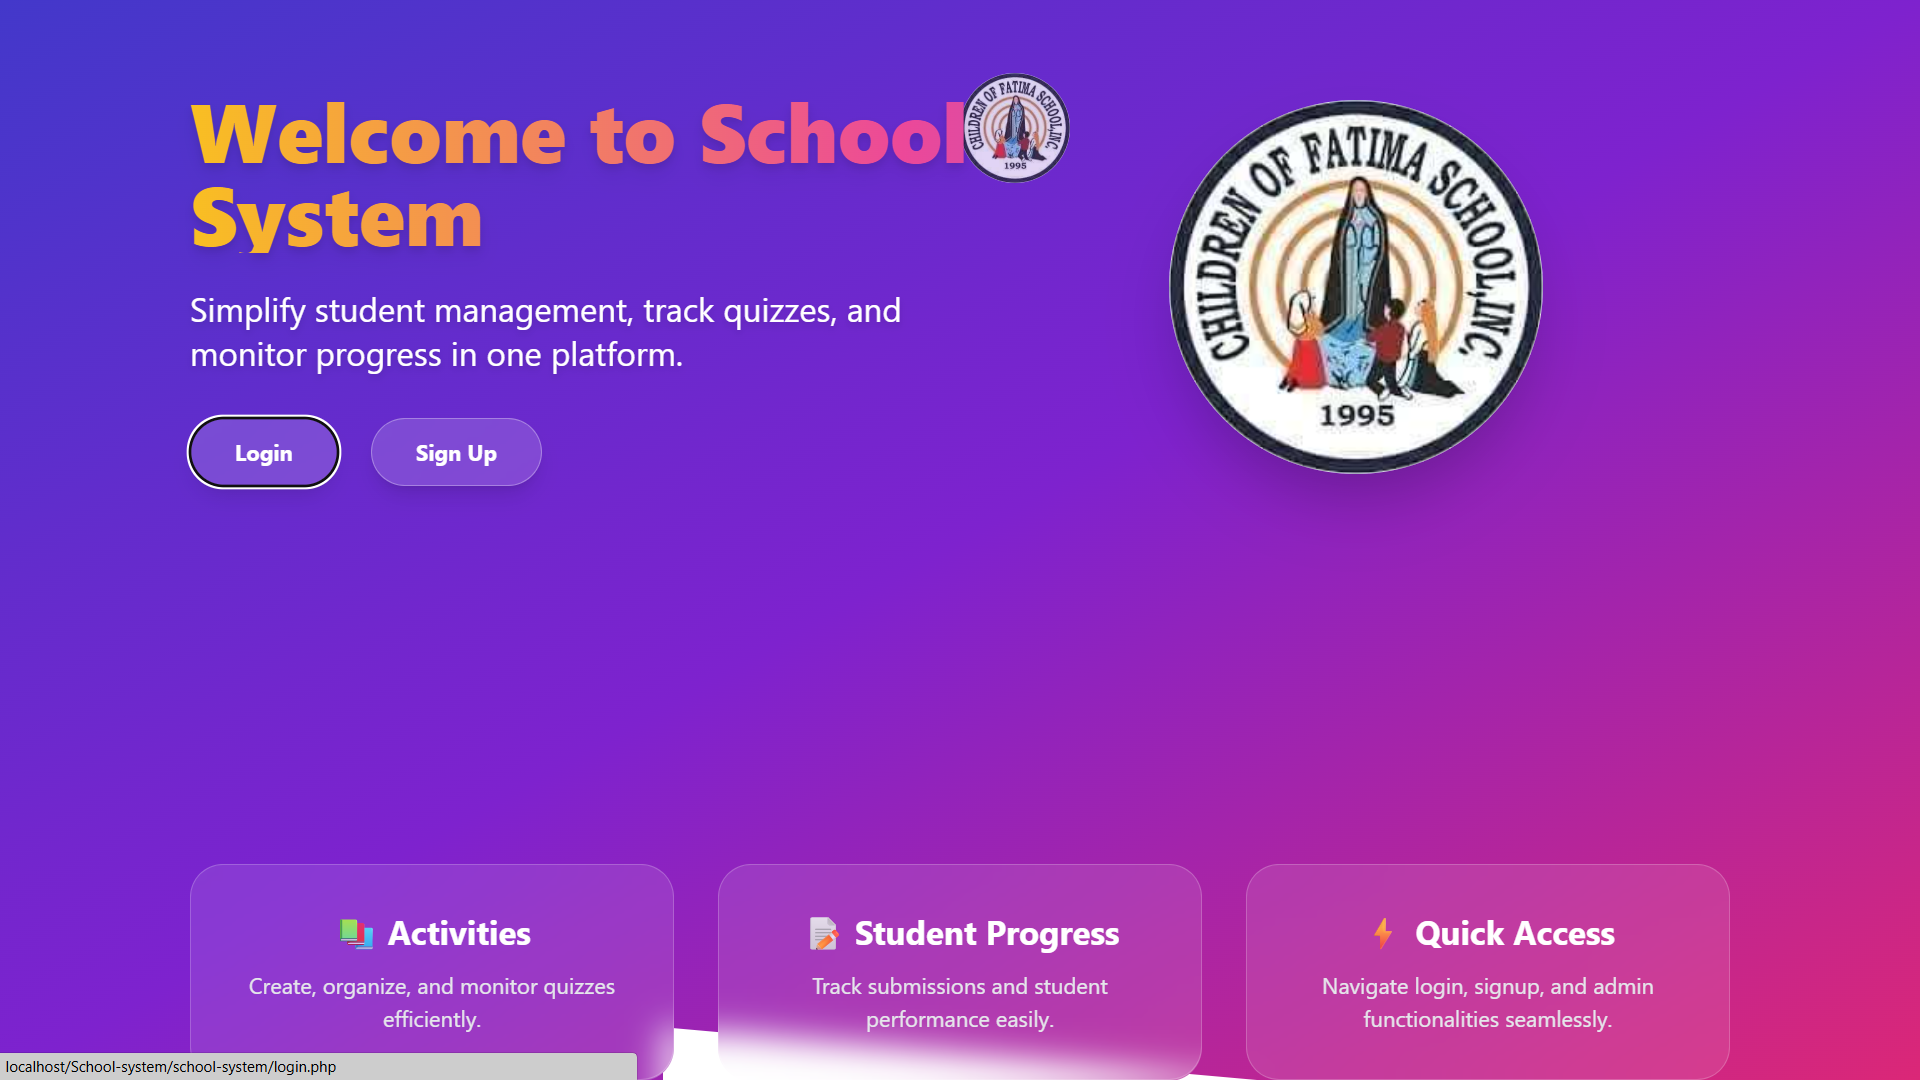 Welcome to School
System
CHILDREN OF FATIMA SCHOOL,INC.
1995
CHILDREN OF FATIMA SCHOOL,INC.
1995
Simplify student management, track quizzes, and
monitor progress in one platform.
Login
Sign Up
Activities
Create, organize, and monitor quizzes
efficiently.
Student Progress
Track submissions and student
performance easily.
Quick Access
Navigate login, signup, and admin
functionalities seamlessly.
localhost/School-system/school-system/login.php